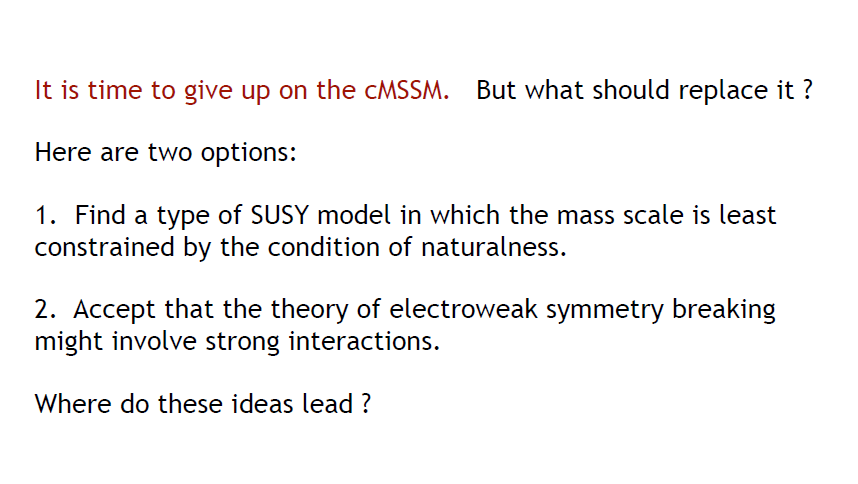 It is time to give up on the cMSSM. But what should replace it ?
Here are two options:
1. Find a type of SUSY model in which the mass scale is least
constrained by the condition of naturalness.
2. Accept that the theory of electroweak symmetry breaking
might involve strong interactions.
Where do these ideas lead ?